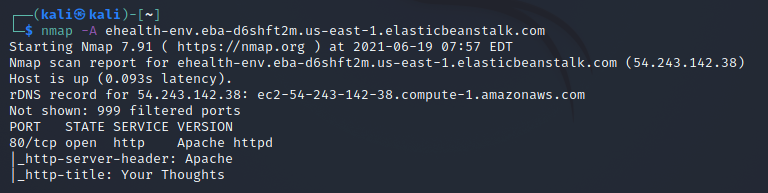 ┌──(kali㉿kali)-[~]
└─$ nmap -A ehealth-env.eba-d6shft2m.us-east-1.elasticbeanstalk.com
Starting Nmap 7.91 ( https://nmap.org ) at 2021-06-19 07:57 EDT
Nmap scan report for ehealth-env.eba-d6shft2m.us-east-1.elasticbeanstalk.com (54.243.142.38)
Host is up (0.093s latency).
rDNS record for 54.243.142.38: ec2-54-243-142-38.compute-1.amazonaws.com
Not shown: 999 filtered ports
PORT   STATE SERVICE VERSION
80/tcp open  http    Apache httpd
|_http-server-header: Apache
|_http-title: Your Thoughts